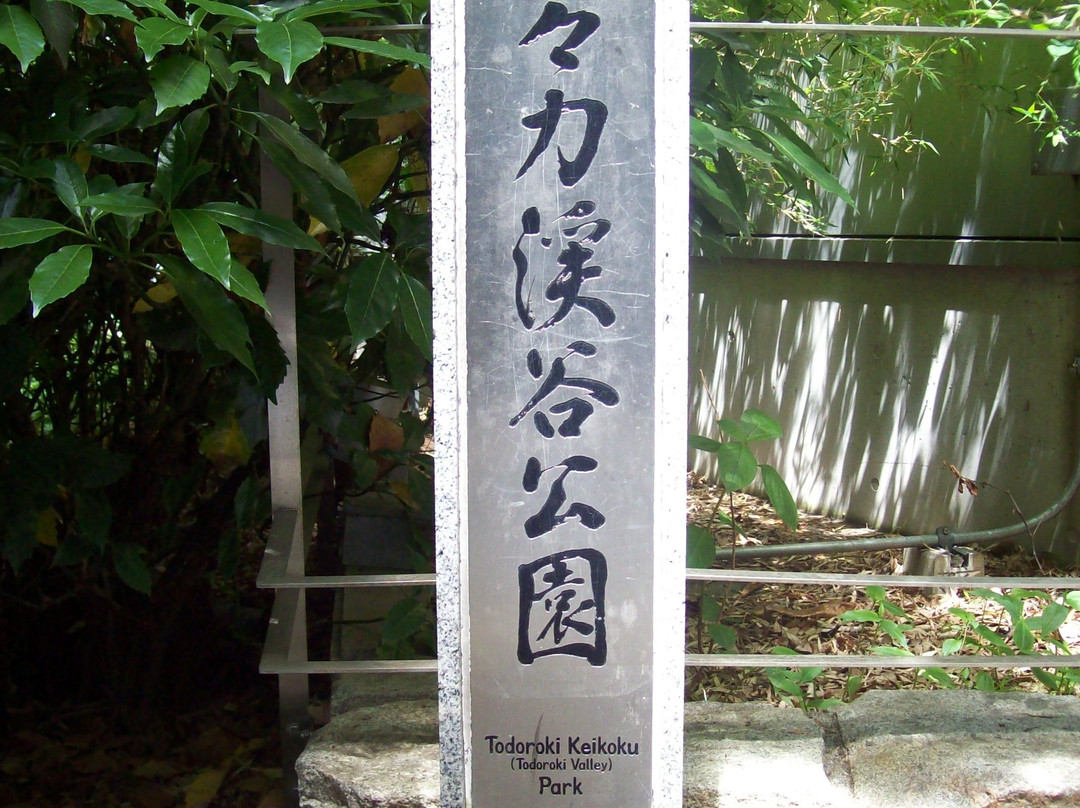 々力渓谷公園
Todoroki Keikoku
(Todoroki Valley)
Park